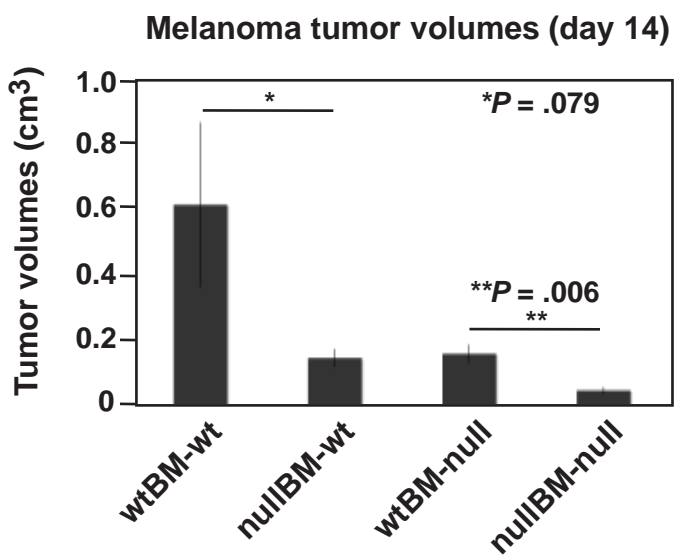 Melanoma tumor volumes (day 14)
Tumor volumes (cm3)
1.0
0.8
0.6
0.4
0.2
0
*
*P = .079
**P = .006
**
wtBM-wt
nullBM-wt
wtBM-null
nullBM-null